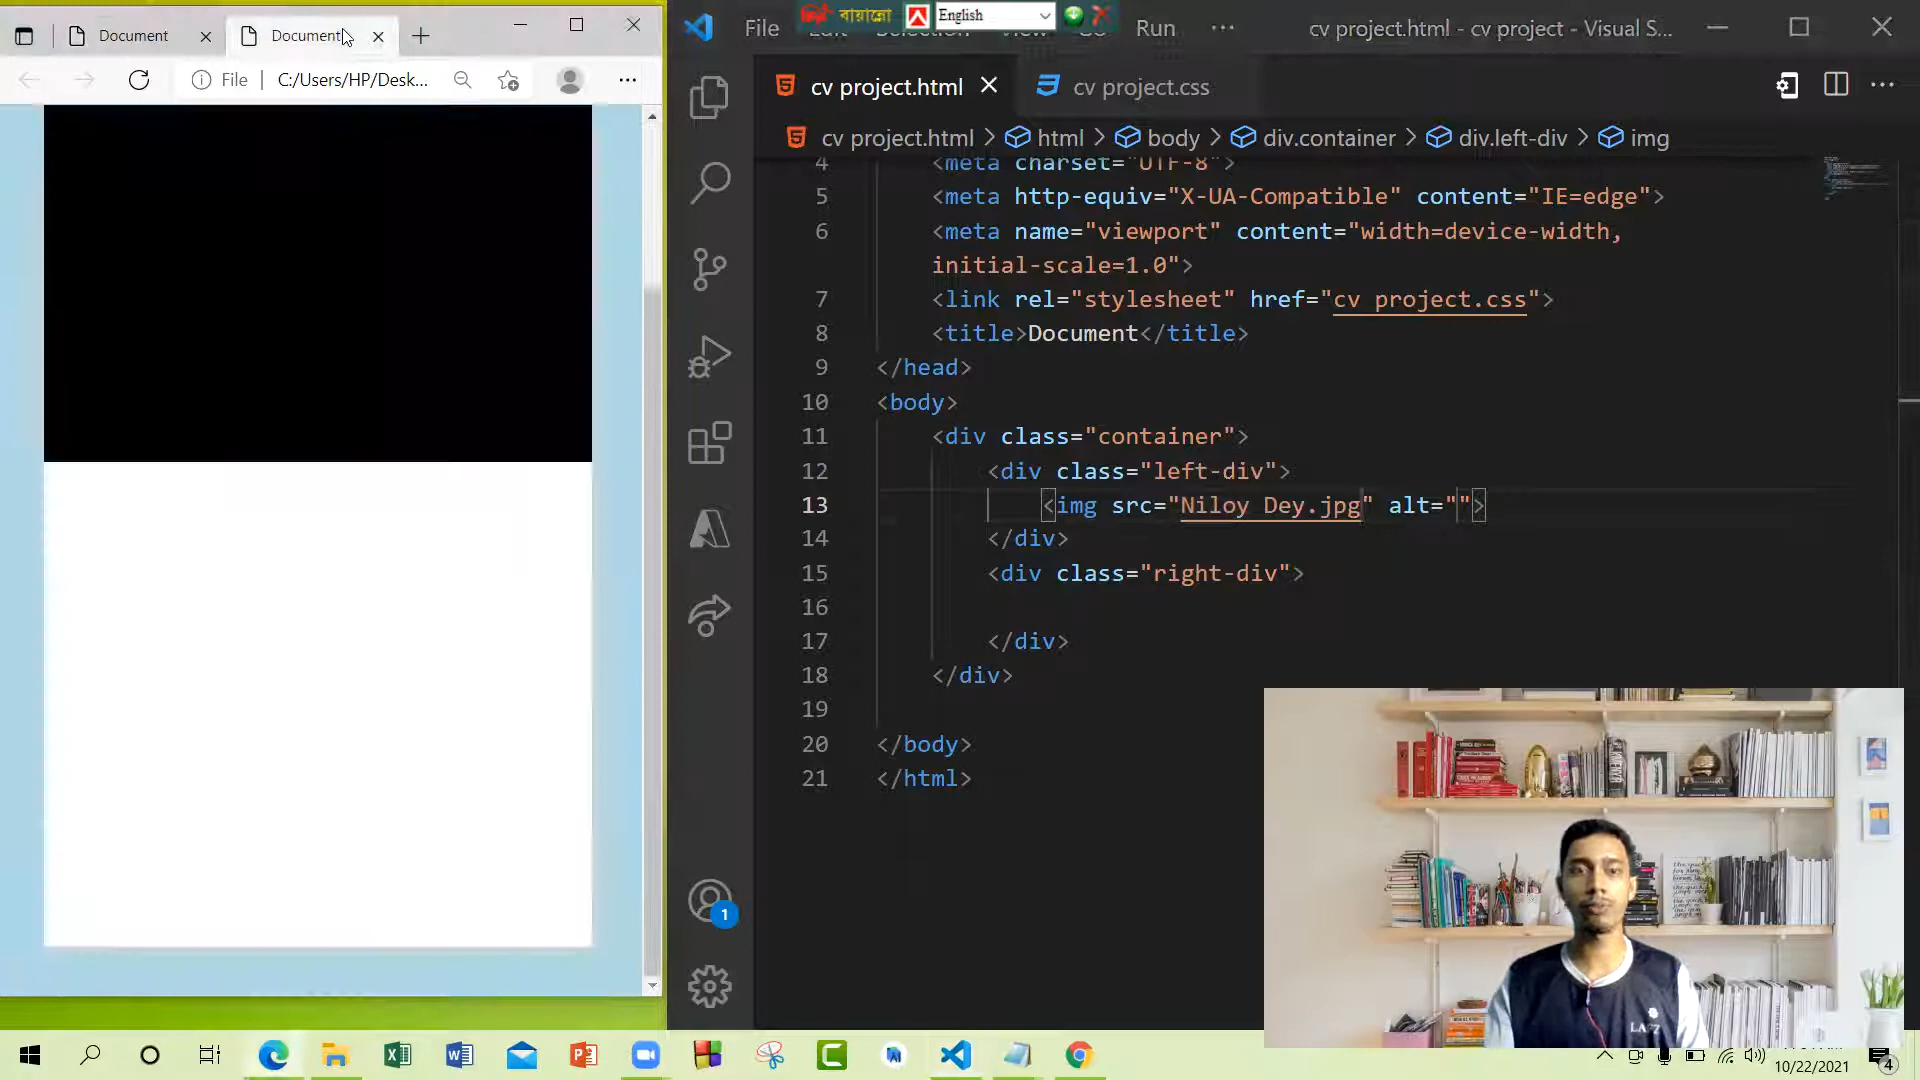 Document
Document
File
C:/Users/HP/Desk...
File
বায়ান্নো
English
Run
cv project.html - cv project - Visual S...
cv project.html
cv project.css
cv project.html > html > body > div.container > div.left-div > img
4 <meta charset="UTF-8">
5 <meta http-equiv="X-UA-Compatible" content="IE=edge">
6 <meta name="viewport" content="width=device-width,
initial-scale=1.0">
7 <link rel="stylesheet" href="cv project.css">
8 <title>Document</title>
9 </head>
10 <body>
11 <div class="container">
12 <div class="left-div">
13 <img src="Niloy Dey.jpg" alt="">
14 </div>
15 <div class="right-div">
16
17 </div>
18 </div>
19
20 </body>
21 </html>
1
10/22/2021
4